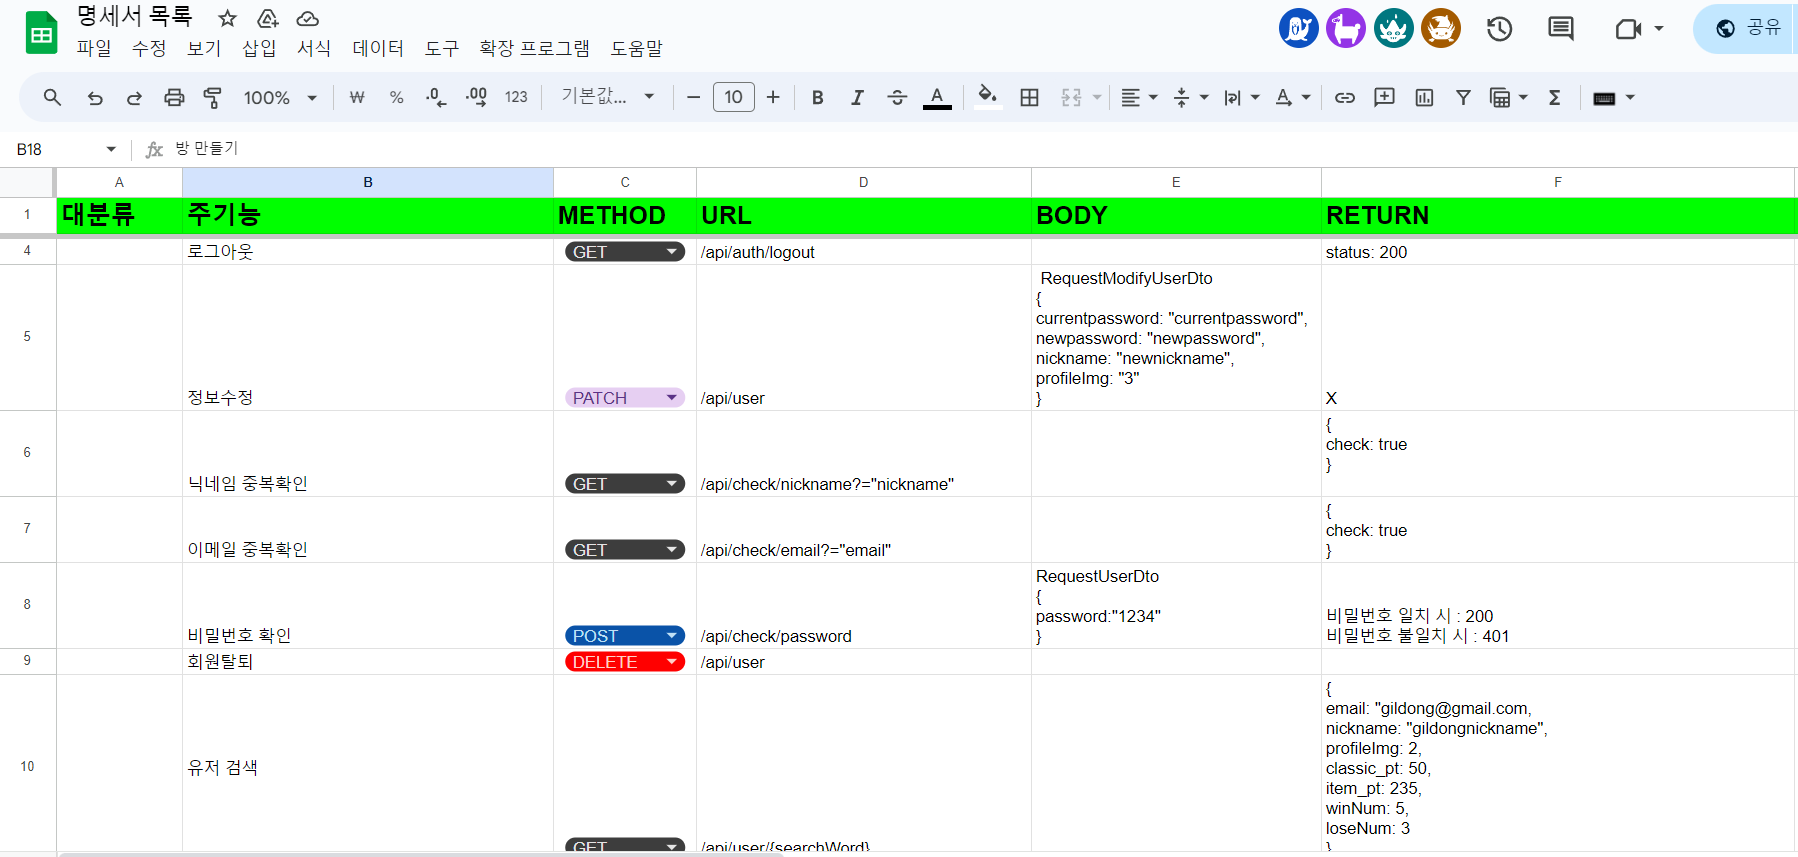 명세서 목록
파일 수정 보기 삽입 서식 데이터 도구 확장 프로그램 도움말
공유
100% ₩ % .0 .00 123 기본값... 10 B I A
B18 fx 방 만들기
A B C D E F
1 대분류 주기능 METHOD URL BODY RETURN
4 로그아웃 GET /api/auth/logout status: 200
RequestModifyUserDto
{
currentpassword: "currentpassword",
newpassword: "newpassword",
nickname: "newnickname",
profileImg: "3"
}
5 정보수정 PATCH /api/user X
{
check: true
}
6 닉네임 중복확인 GET /api/check/nickname?="nickname"
{
check: true
}
7 이메일 중복확인 GET /api/check/email?="email"
RequestUserDto
{
password:"1234"
}
8 비밀번호 확인 POST /api/check/password
비밀번호 일치 시 : 200
비밀번호 불일치 시 : 401
9 회원탈퇴 DELETE /api/user
{
email: "gildong@gmail.com,
nickname: "gildongnickname",
profileImg: 2,
classic_pt: 50,
item_pt: 235,
winNum: 5,
loseNum: 3
}
10 유저 검색 GET /api/user/{searchWord}